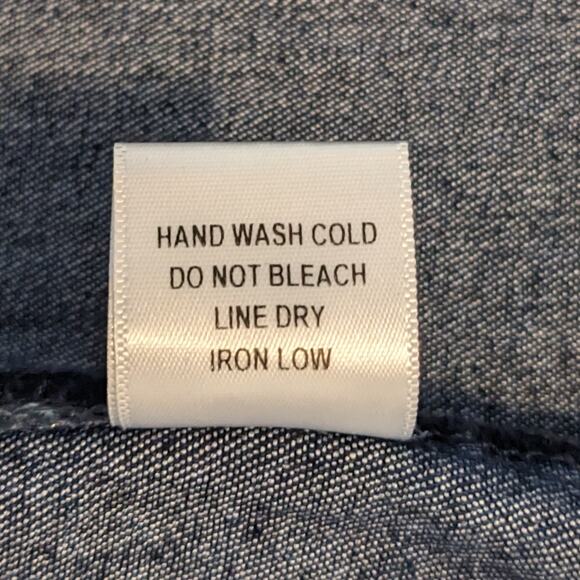 HAND WASH COLD
DO NOT BLEACH
LINE DRY
IRON LOW